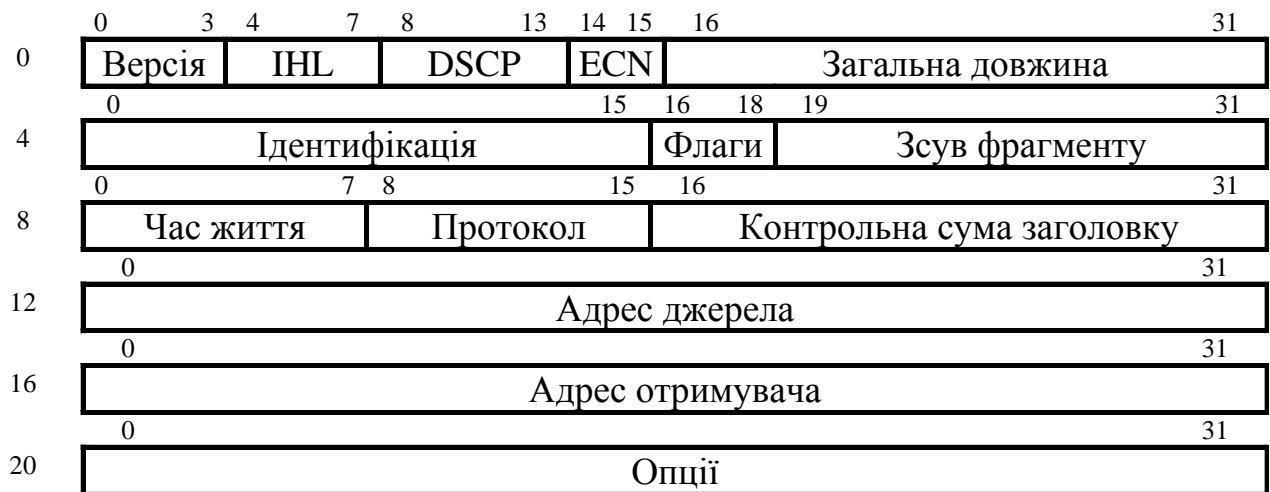 0 3 4 7 8 13 14 15 16 31
0 Версія IHL DSCP ECN Загальна довжина
0 15 16 18 19 31
4 Ідентифікація Флаги Зсув фрагменту
0 7 8 15 16 31
8 Час життя Протокол Контрольна сума заголовку
0 31
12 Адрес джерела
0 31
16 Адрес отримувача
0 31
20 Опції